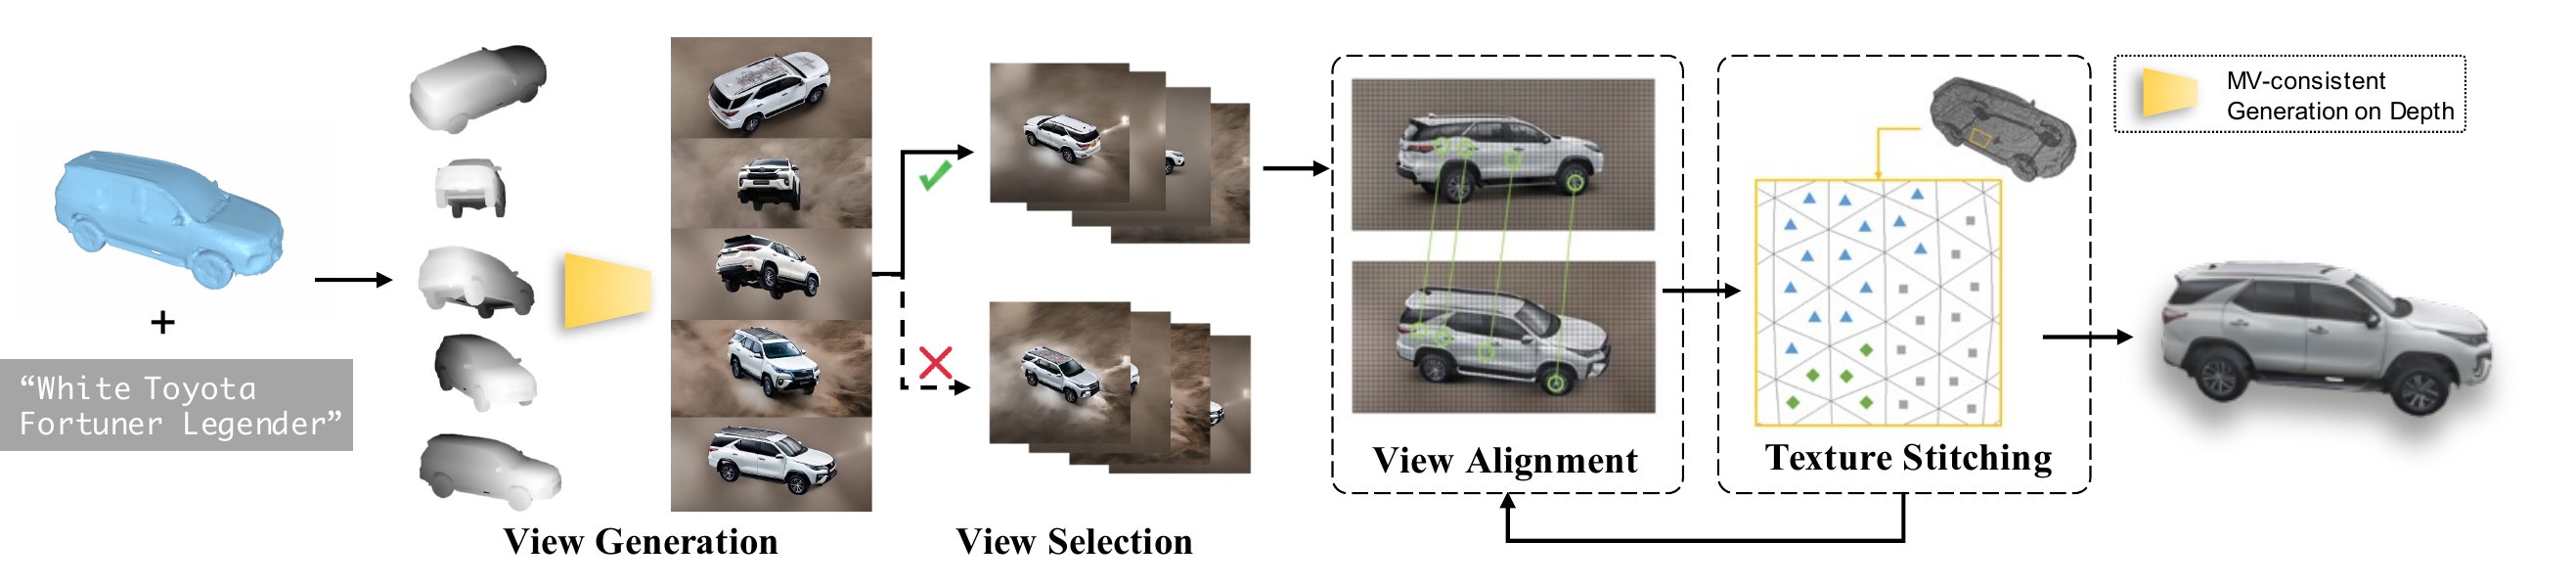 +
“White Toyota
Fortuner Legender”
View Generation
View Selection
View Alignment
Texture Stitching
MV-consistent
Generation on Depth